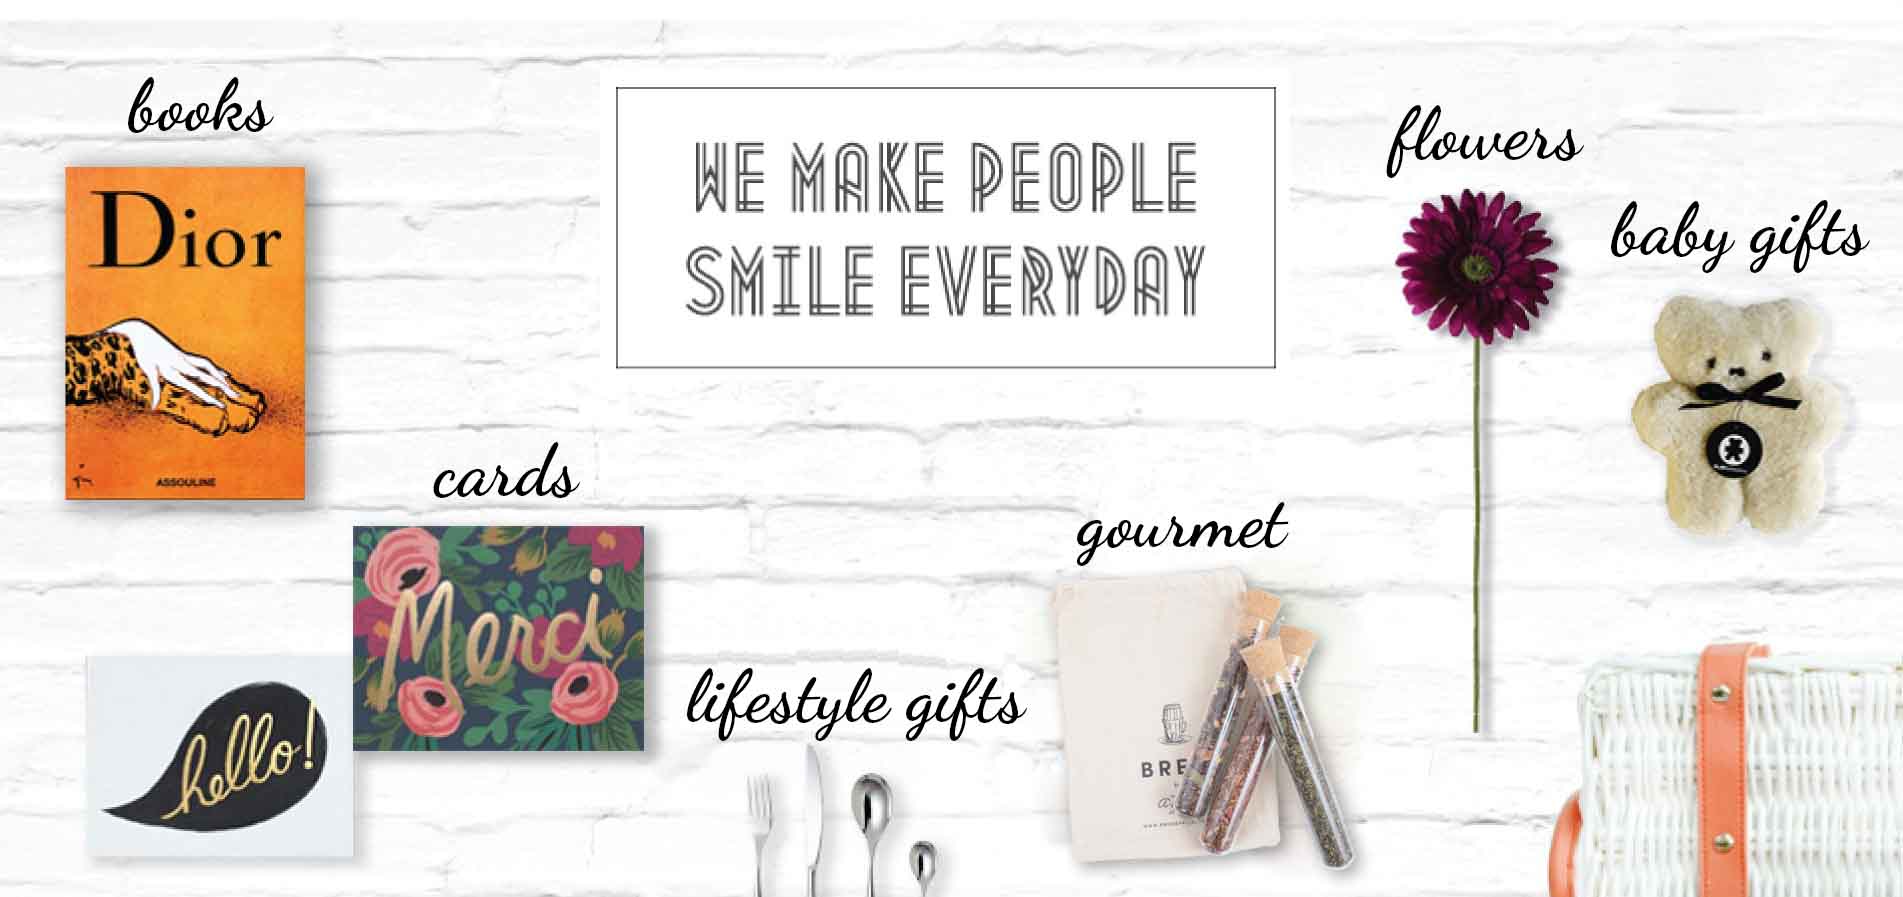 books
Dior
ASSOULINE
WE MAKE PEOPLE
SMILE EVERYDAY
flowers
baby gifts
cards
Merci
hello!
lifestyle gifts
gourmet